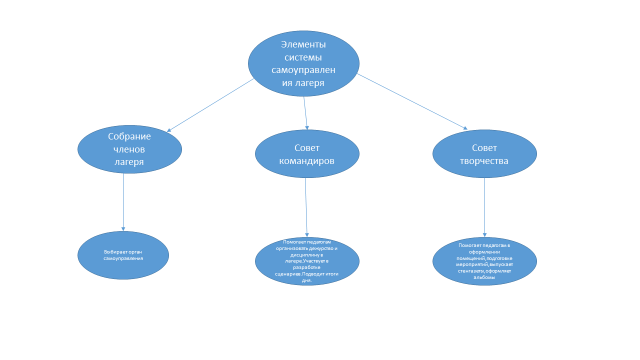 Элементы
системы
самоуправлен
ия лагеря
Собрание
членов
лагеря
Совет
командиров
Совет
творчества
Выбирает орган
самоуправления
Помогает педагогам
организовать дежурство и
дисциплину в
лагере.Участвует в
разработке
сценариев.Подводит итоги
дня.
Помогает педагогам в
оформлении
помещений,подготовке
мероприятий,выпускает
стенгазета,оформляет
альбомы